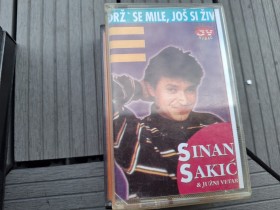 DRŽ' SE MILE, JOŠ SI ŽIV
SINAN
SAKIĆ
& JUŽNI VETAR